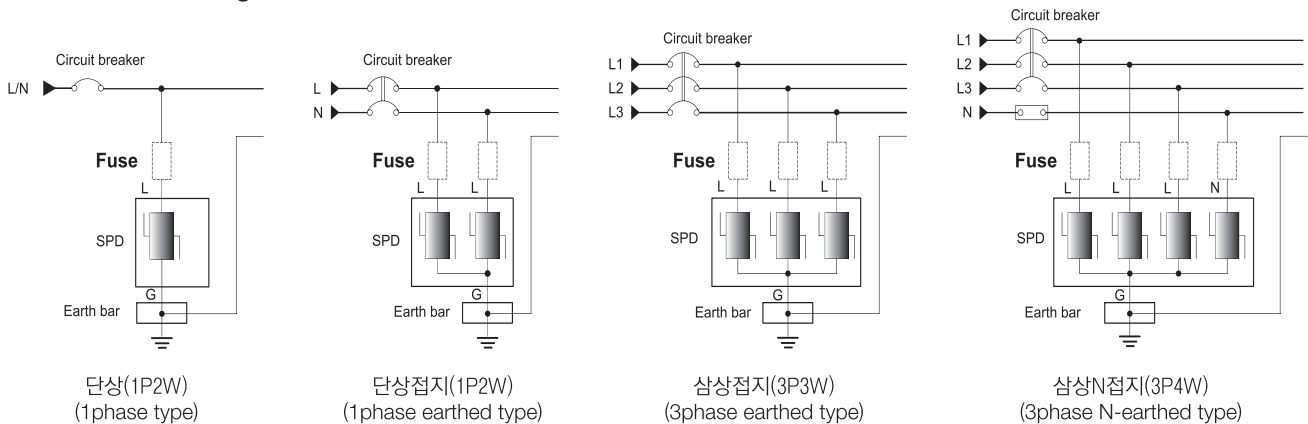 Circuit breaker
L/N
Fuse
L
SPD
G
Earth bar
단상(1P2W)
(1phase type)
Circuit breaker
L
N
Fuse
L
L
SPD
G
Earth bar
단상접지(1P2W)
(1phase earthed type)
Circuit breaker
L1
L2
L3
Fuse
L
L
L
SPD
G
Earth bar
삼상접지(3P3W)
(3phase earthed type)
Circuit breaker
L1
L2
L3
N
Fuse
L
L
L
N
SPD
G
Earth bar
삼상N접지(3P4W)
(3phase N-earthed type)